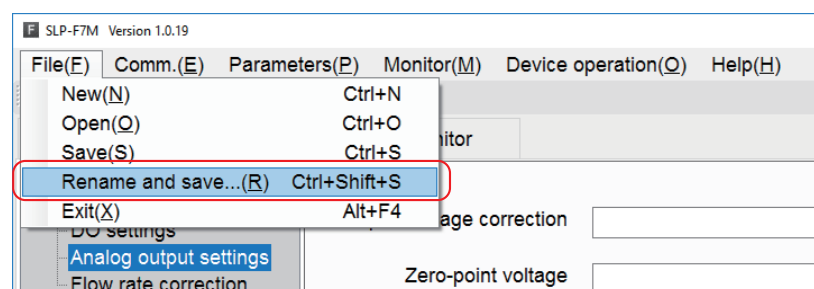 F SLP-F7M Version 1.0.19
File(F) Comm.(E) Parameters(P) Monitor(M) Device operation(O) Help(H)
New(N) Ctrl+N
Open(O) Ctrl+O
Save(S) Ctrl+S
Rename and save...(R) Ctrl+Shift+S
Exit(X) Alt+F4
DO settings
Analog output settings
Flow rate correction
Zero-point voltage
correction